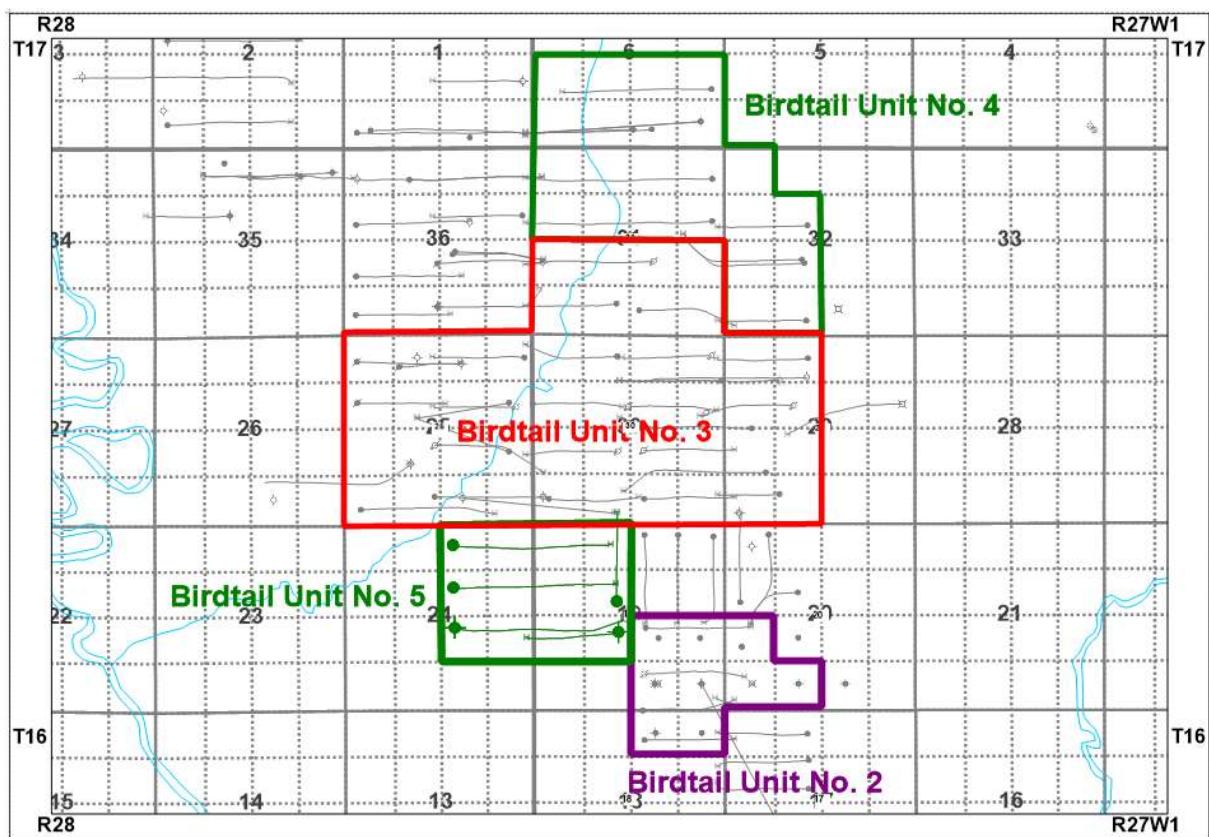 R28 R27W1
T17 3 2 1 6 5 4 T17
Birdtail Unit No. 4
34 35 36 32 33
27 26 Birdtail Unit No. 3 28
Birdtail Unit No. 5
22 23 24 20 21
T16 T16
Birdtail Unit No. 2
15 14 13 18 17 16
R28 R27W1